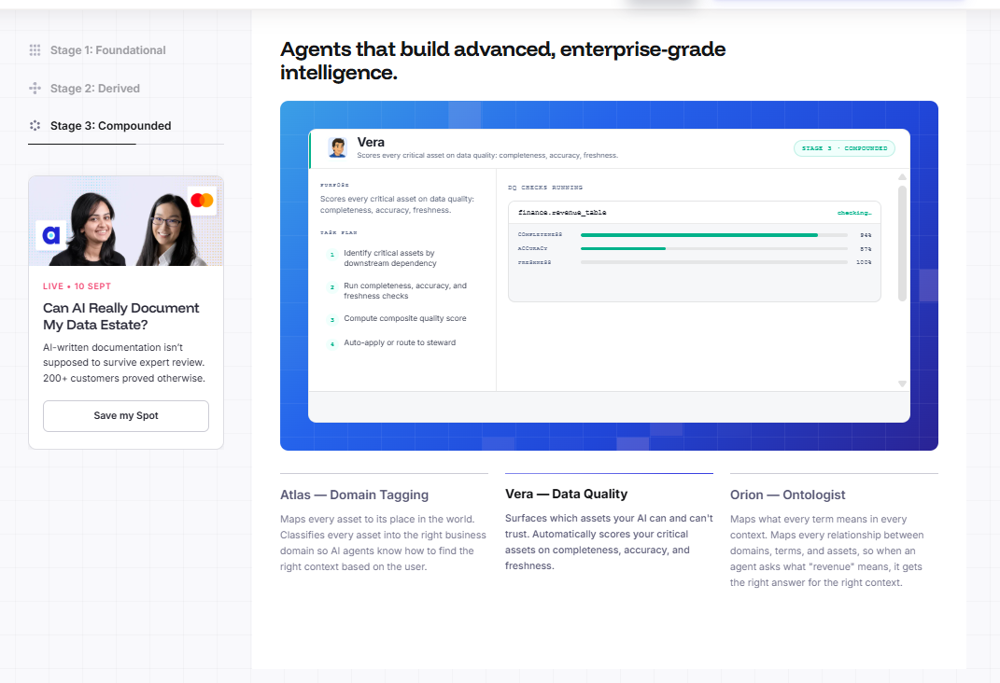 Stage 1: Foundational
Stage 2: Derived
Stage 3: Compounded
a
LIVE • 10 SEPT
Can AI Really Document
My Data Estate?
AI-written documentation isn't
supposed to survive expert review.
200+ customers proved otherwise.
Save my Spot
Agents that build advanced, enterprise-grade
intelligence.
Vera
Scores every critical asset on data quality: completeness, accuracy, freshness.
STAGE 3 · COMPOUNDED
PURPOSE
Scores every critical asset on data quality:
completeness, accuracy, freshness.
TASK PLAN
1 Identify critical assets by
downstream dependency
2 Run completeness, accuracy, and
freshness checks
3 Compute composite quality score
4 Auto-apply or route to steward
DQ CHECKS RUNNING
finance.revenue_table checking…
COMPLETENESS 94%
ACCURACY 57%
FRESHNESS 100%
Atlas — Domain Tagging
Maps every asset to its place in the world.
Classifies every asset into the right business
domain so AI agents know how to find the
right context based on the user.
Vera — Data Quality
Surfaces which assets your AI can and can't
trust. Automatically scores your critical
assets on completeness, accuracy, and
freshness.
Orion — Ontologist
Maps what every term means in every
context. Maps every relationship between
domains, terms, and assets, so when an
agent asks what "revenue" means, it gets
the right answer for the right context.